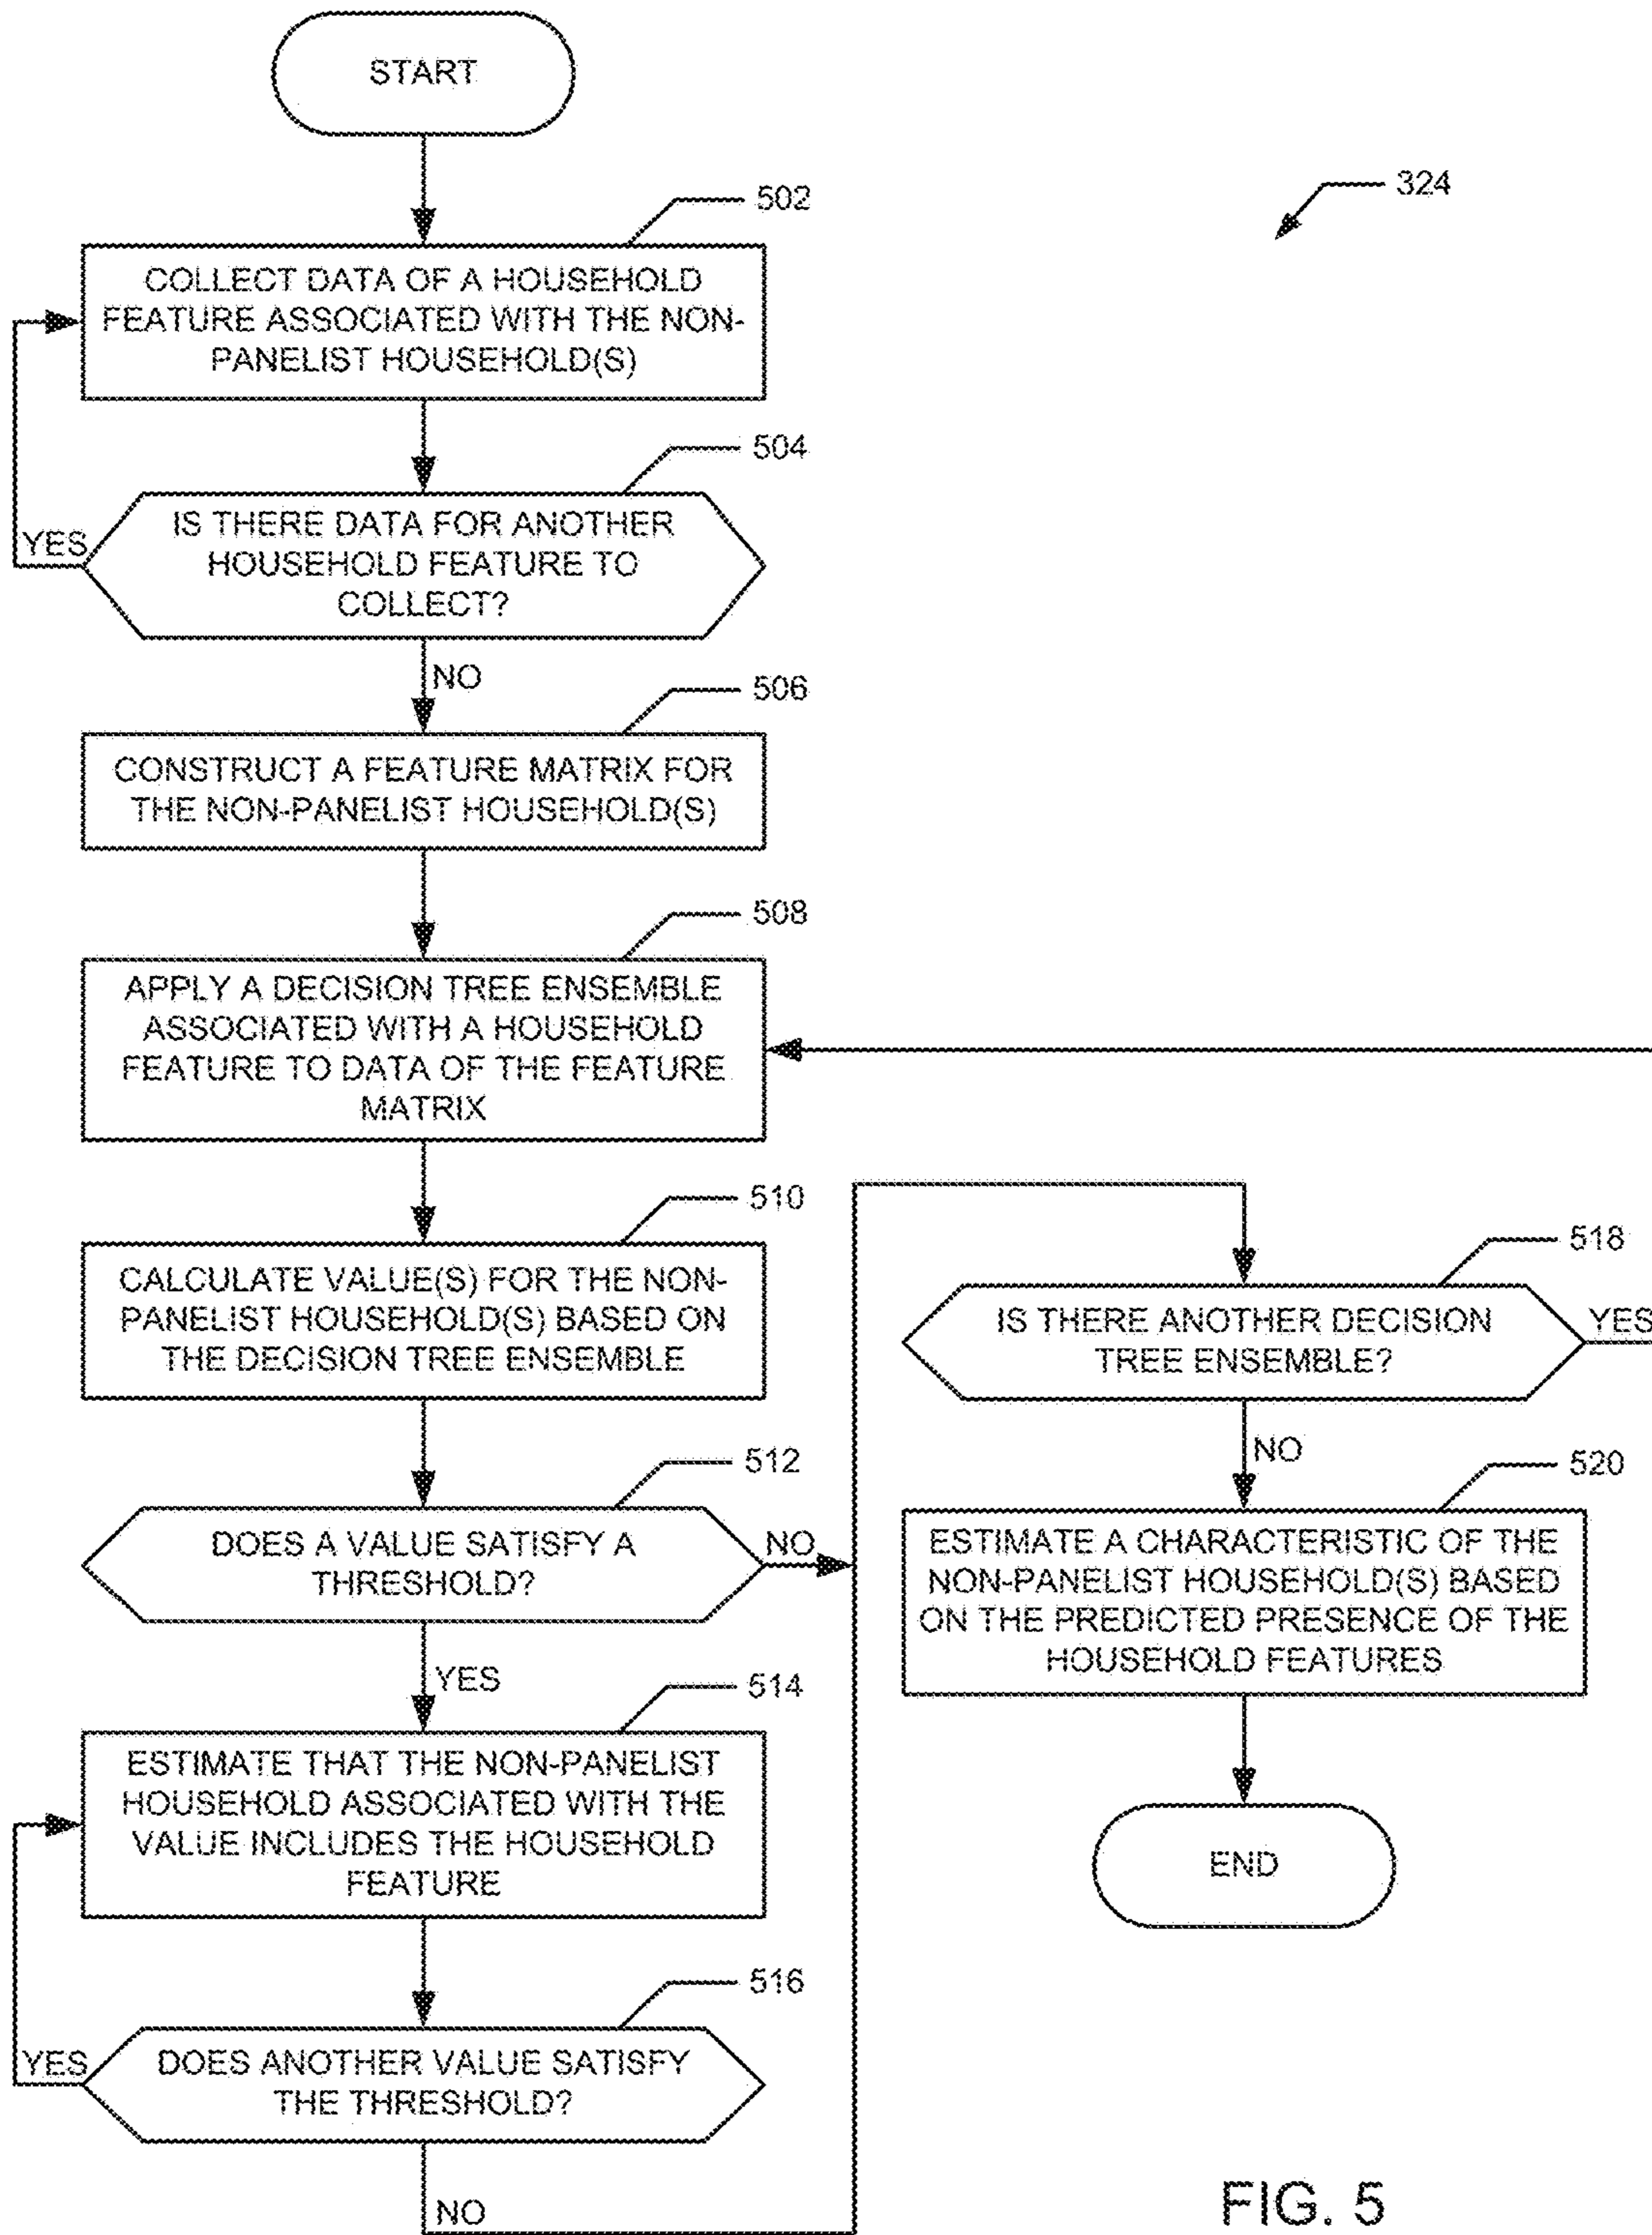 START
324
502
COLLECT DATA OF A HOUSEHOLD
FEATURE ASSOCIATED WITH THE NON-
PANELIST HOUSEHOLD(S)
504
IS THERE DATA FOR ANOTHER
HOUSEHOLD FEATURE TO
COLLECT?
YES
NO
506
CONSTRUCT A FEATURE MATRIX FOR
THE NON-PANELIST HOUSEHOLD(S)
508
APPLY A DECISION TREE ENSEMBLE
ASSOCIATED WITH A HOUSEHOLD
FEATURE TO DATA OF THE FEATURE
MATRIX
510
CALCULATE VALUE(S) FOR THE NON-
PANELIST HOUSEHOLD(S) BASED ON
THE DECISION TREE ENSEMBLE
512
DOES A VALUE SATISFY A
THRESHOLD?
NO
YES
514
ESTIMATE THAT THE NON-PANELIST
HOUSEHOLD ASSOCIATED WITH THE
VALUE INCLUDES THE HOUSEHOLD
FEATURE
516
DOES ANOTHER VALUE SATISFY
THE THRESHOLD?
YES
NO
518
IS THERE ANOTHER DECISION
TREE ENSEMBLE?
YES
NO
520
ESTIMATE A CHARACTERISTIC OF THE
NON-PANELIST HOUSEHOLD(S) BASED
ON THE PREDICTED PRESENCE OF THE
HOUSEHOLD FEATURES
END
FIG. 5